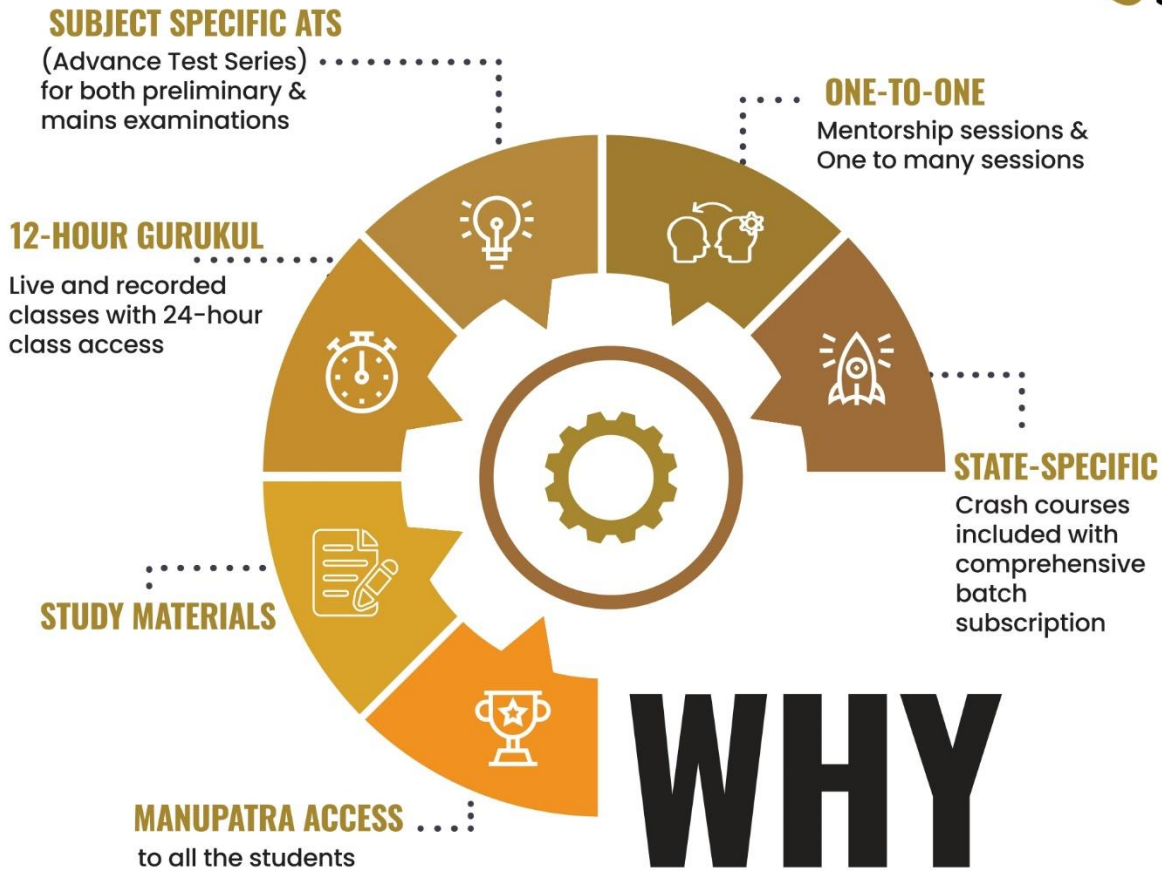 SUBJECT SPECIFIC ATS
(Advance Test Series)
for both preliminary &
mains examinations
ONE-TO-ONE
Mentorship sessions &
One to many sessions
12-HOUR GURUKUL
Live and recorded
classes with 24-hour
class access
STATE-SPECIFIC
Crash courses
included with
comprehensive
batch
subscription
STUDY MATERIALS
MANUPATRA ACCESS
to all the students
WHY